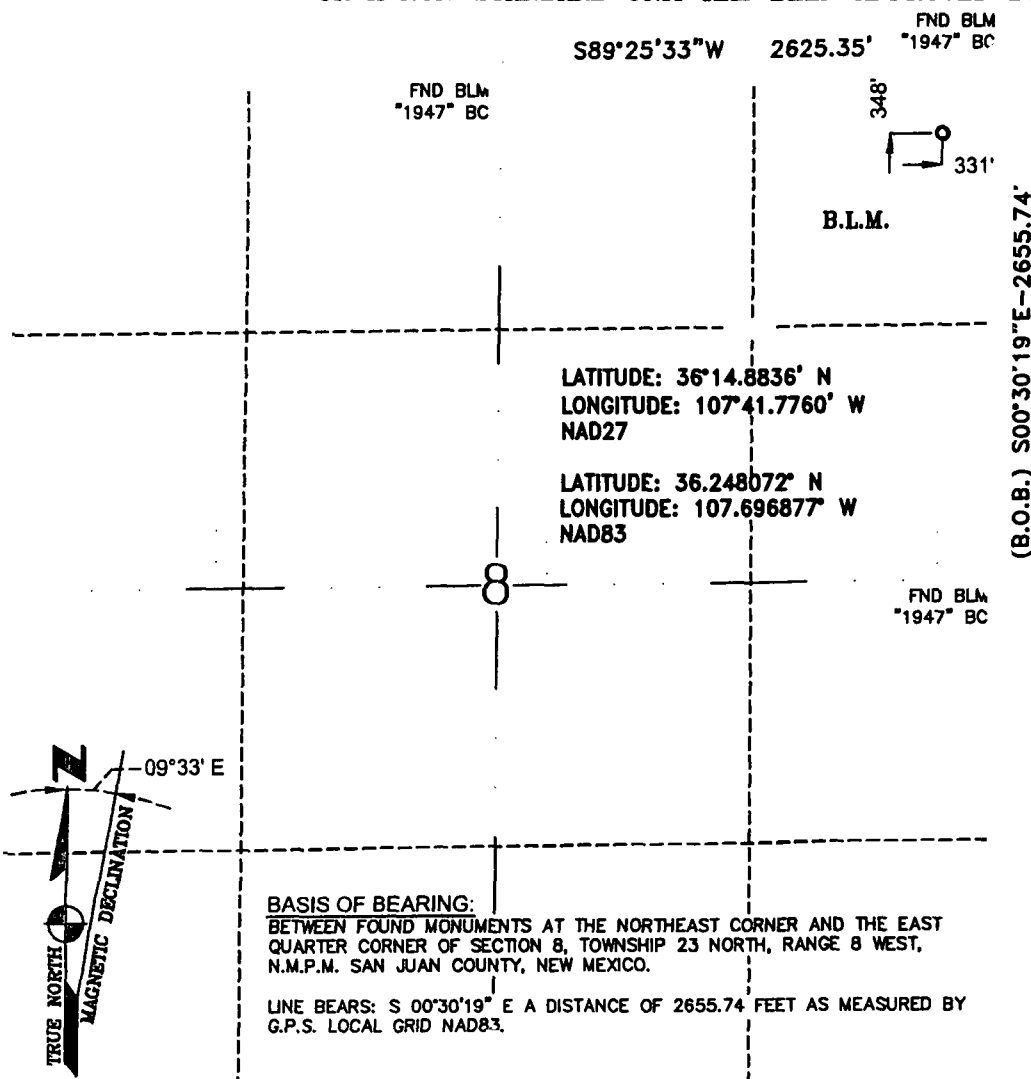 FND BLM
"1947" BC
S89°25'33"W 2625.35'
FND BLM
"1947" BC
348'
331'
B.L.M.
(B.O.B.) S00°30'19"E-2655.74'
LATITUDE: 36°14.8836' N
LONGITUDE: 107°41.7760' W
NAD27
LATITUDE: 36.248072° N
LONGITUDE: 107.696877° W
NAD83
8
FND BLM
"1947" BC
N
09°33' E
TRUE NORTH
MAGNETIC DECLINATION
BASIS OF BEARING:
BETWEEN FOUND MONUMENTS AT THE NORTHEAST CORNER AND THE EAST
QUARTER CORNER OF SECTION 8, TOWNSHIP 23 NORTH, RANGE 8 WEST,
N.M.P.M. SAN JUAN COUNTY, NEW MEXICO.
LINE BEARS: S 00°30'19" E A DISTANCE OF 2655.74 FEET AS MEASURED BY
G.P.S. LOCAL GRID NAD83.